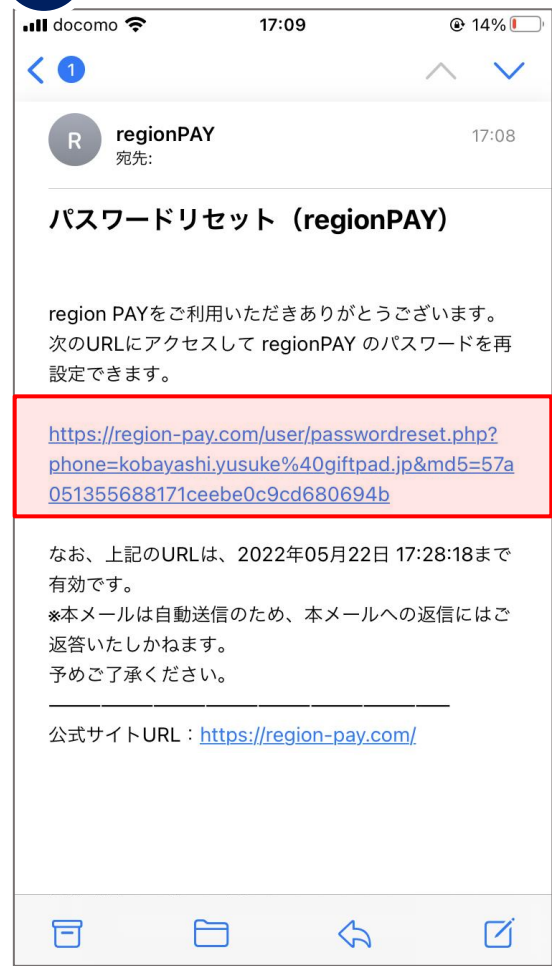 docomo 17:09 14%
1
R regionPAY 17:08
宛先:
パスワードリセット（regionPAY）
region PAYをご利用いただきありがとうございます。
次のURLにアクセスして regionPAY のパスワードを再
設定できます。
https://region-pay.com/user/passwordreset.php?
phone=kobayashi.yusuke%40giftpad.jp&md5=57a
051355688171ceebe0c9cd680694b
なお、上記のURLは、2022年05月22日 17:28:18まで
有効です。
※本メールは自動送信のため、本メールへの返信にはご
返答いたしかねます。
予めご了承ください。
公式サイトURL：https://region-pay.com/